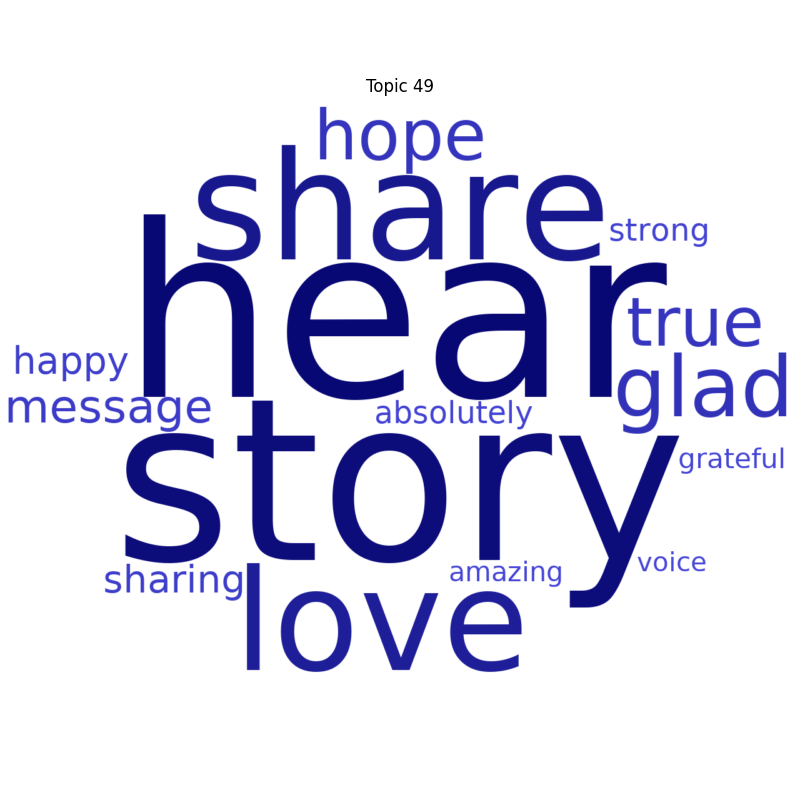 Topic 49
hope
share
strong
hear
true
happy
glad
message
absolutely
story
grateful
voice
sharing
amazing
love